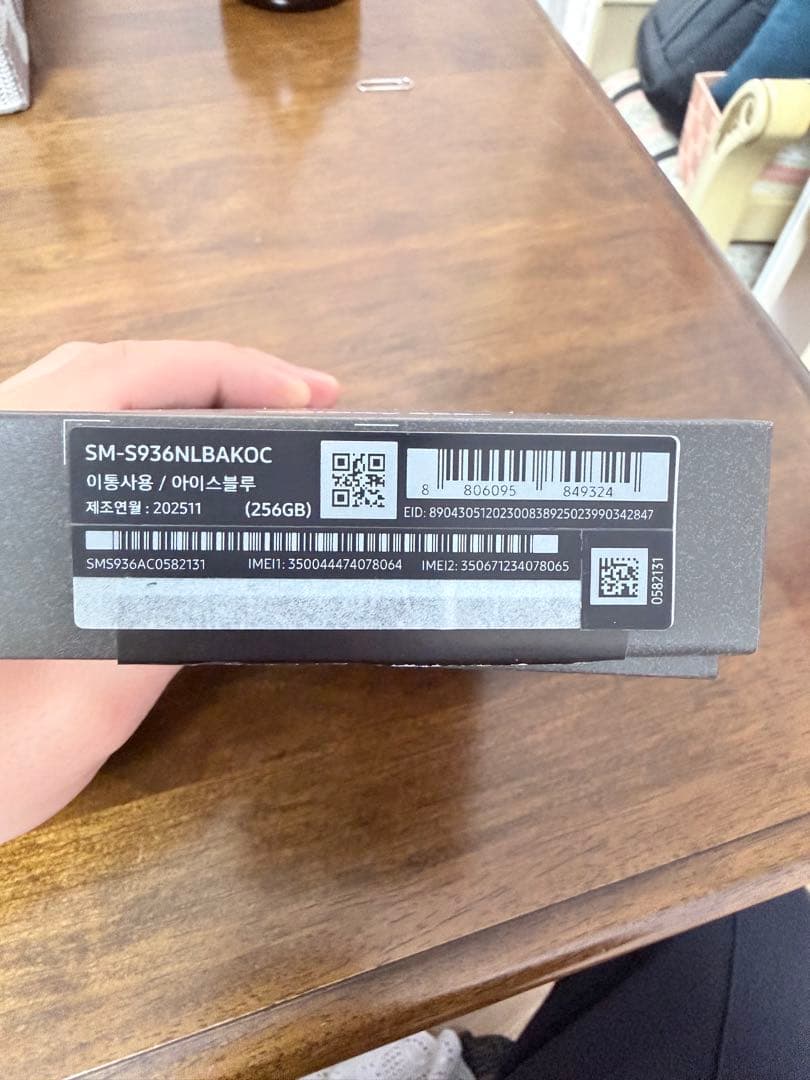 SM-S936NLBAKOC
이통사용 / 아이스블루
제조연월 : 202511 (256GB)
8 806095 849324
EID: 89043051202300838925023990342847
SMS936AC0582131 IMEI1: 350044474078064 IMEI2: 350671234078065
0582131